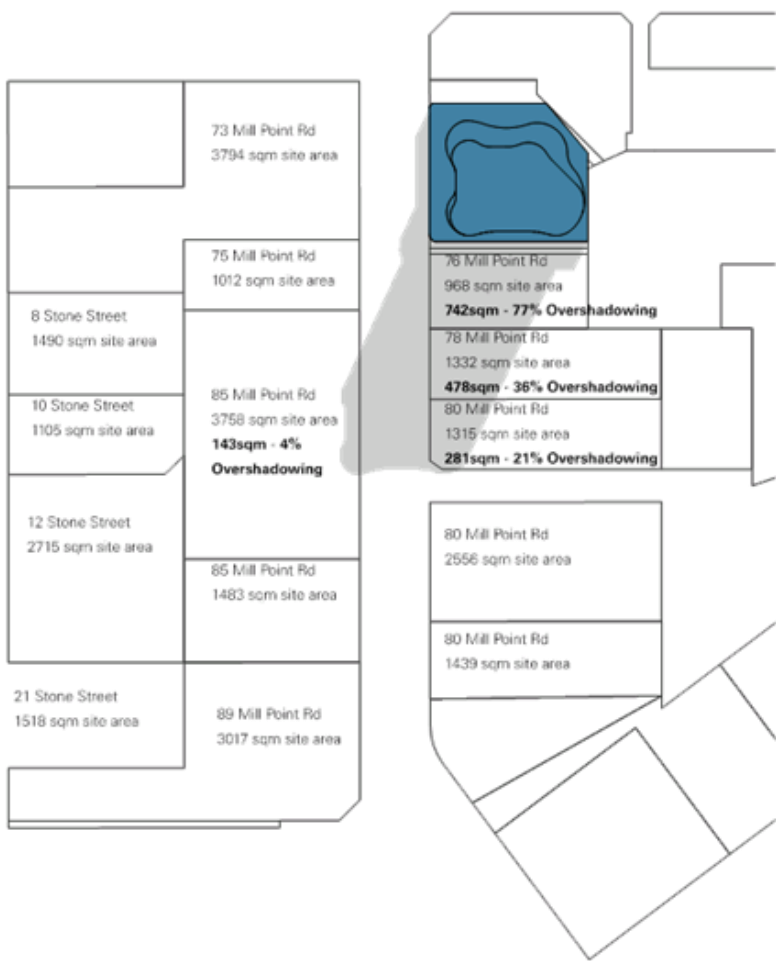 73 Mill Point Rd
3794 sqm site area
75 Mill Point Rd
1012 sqm site area
8 Stone Street
1490 sqm site area
10 Stone Street
1105 sqm site area
85 Mill Point Rd
3758 sqm site area
143sqm - 4%
Overshadowing
12 Stone Street
2715 sqm site area
85 Mill Point Rd
1483 sqm site area
21 Stone Street
1518 sqm site area
89 Mill Point Rd
3017 sqm site area
76 Mill Point Rd
968 sqm site area
742sqm - 77% Overshadowing
78 Mill Point Rd
1332 sqm site area
478sqm - 36% Overshadowing
80 Mill Point Rd
1315 sqm site area
281sqm - 21% Overshadowing
80 Mill Point Rd
2556 sqm site area
80 Mill Point Rd
1439 sqm site area